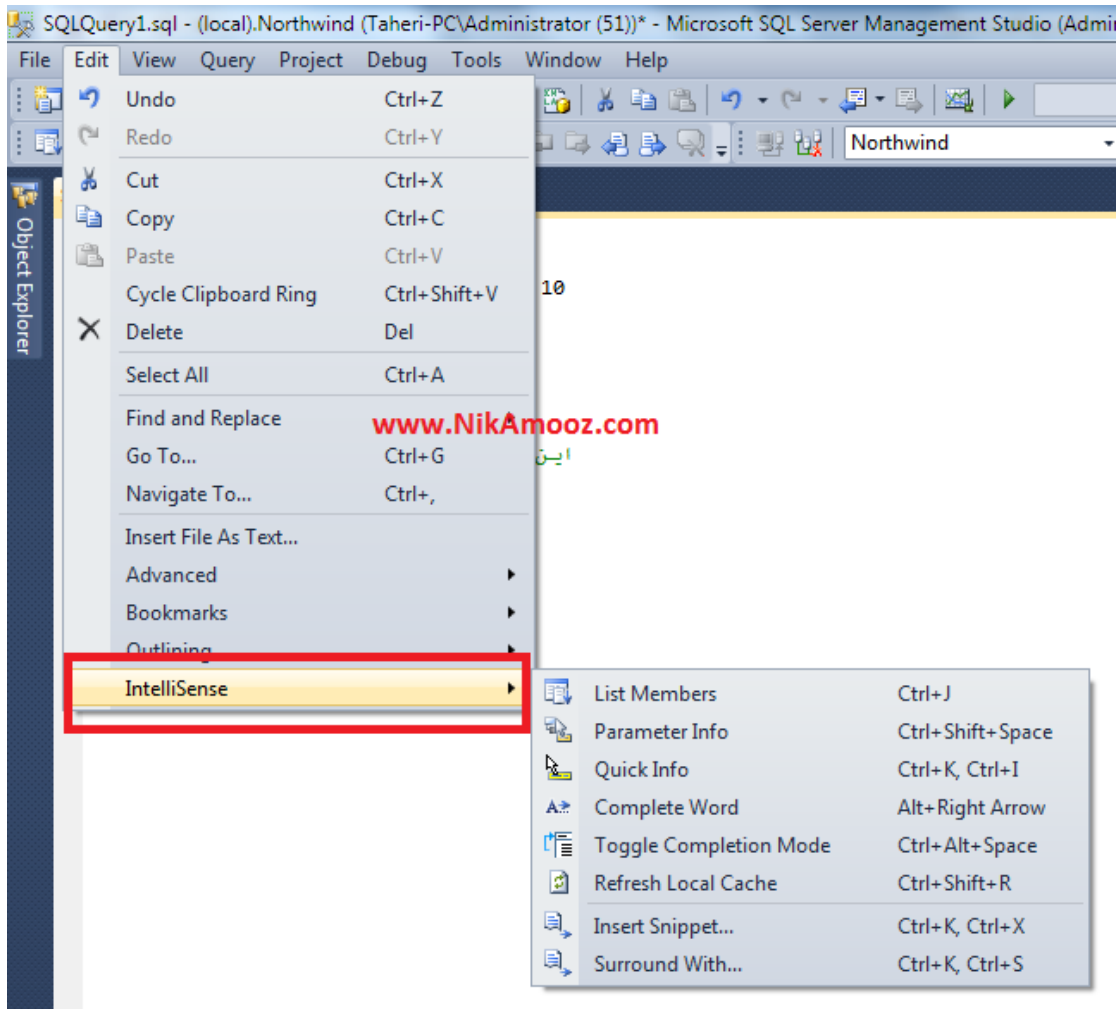 SQLQuery1.sql - (local).Northwind (Taheri-PC\Administrator (51))* - Microsoft SQL Server Management Studio
File Edit View Query Project Debug Tools Window Help
Undo Ctrl+Z
Redo Ctrl+Y
Northwind
Cut Ctrl+X
Copy Ctrl+C
Paste Ctrl+V
Cycle Clipboard Ring Ctrl+Shift+V
10
Delete Del
Object Explorer
Select All Ctrl+A
Find and Replace
www.NikAmooz.com
Go To... Ctrl+G
این
Navigate To... Ctrl+,
Insert File As Text...
Advanced
Bookmarks
Outlining
IntelliSense
List Members Ctrl+J
Parameter Info Ctrl+Shift+Space
Quick Info Ctrl+K, Ctrl+I
Complete Word Alt+Right Arrow
Toggle Completion Mode Ctrl+Alt+Space
Refresh Local Cache Ctrl+Shift+R
Insert Snippet... Ctrl+K, Ctrl+X
Surround With... Ctrl+K, Ctrl+S